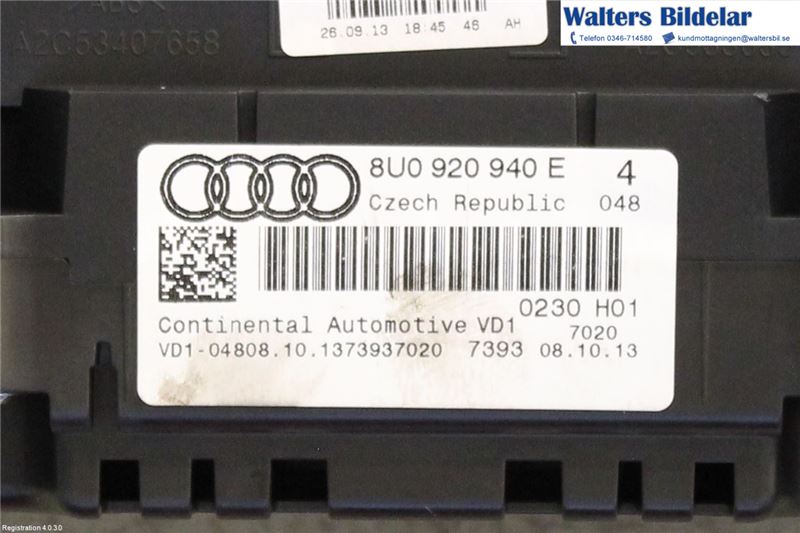 >ABS<
A2C53407658
26.09.13 18:45 46 AH
Walters Bildelar
Telefon 0346-714580 kundmottagningen@waltersbil.se
8U0 920 940 E 4
Czech Republic 048
0230 H01
Continental Automotive VD1 7020
VD1-04808.10.1373937020 7393 08.10.13
Registration 4.0.3.0